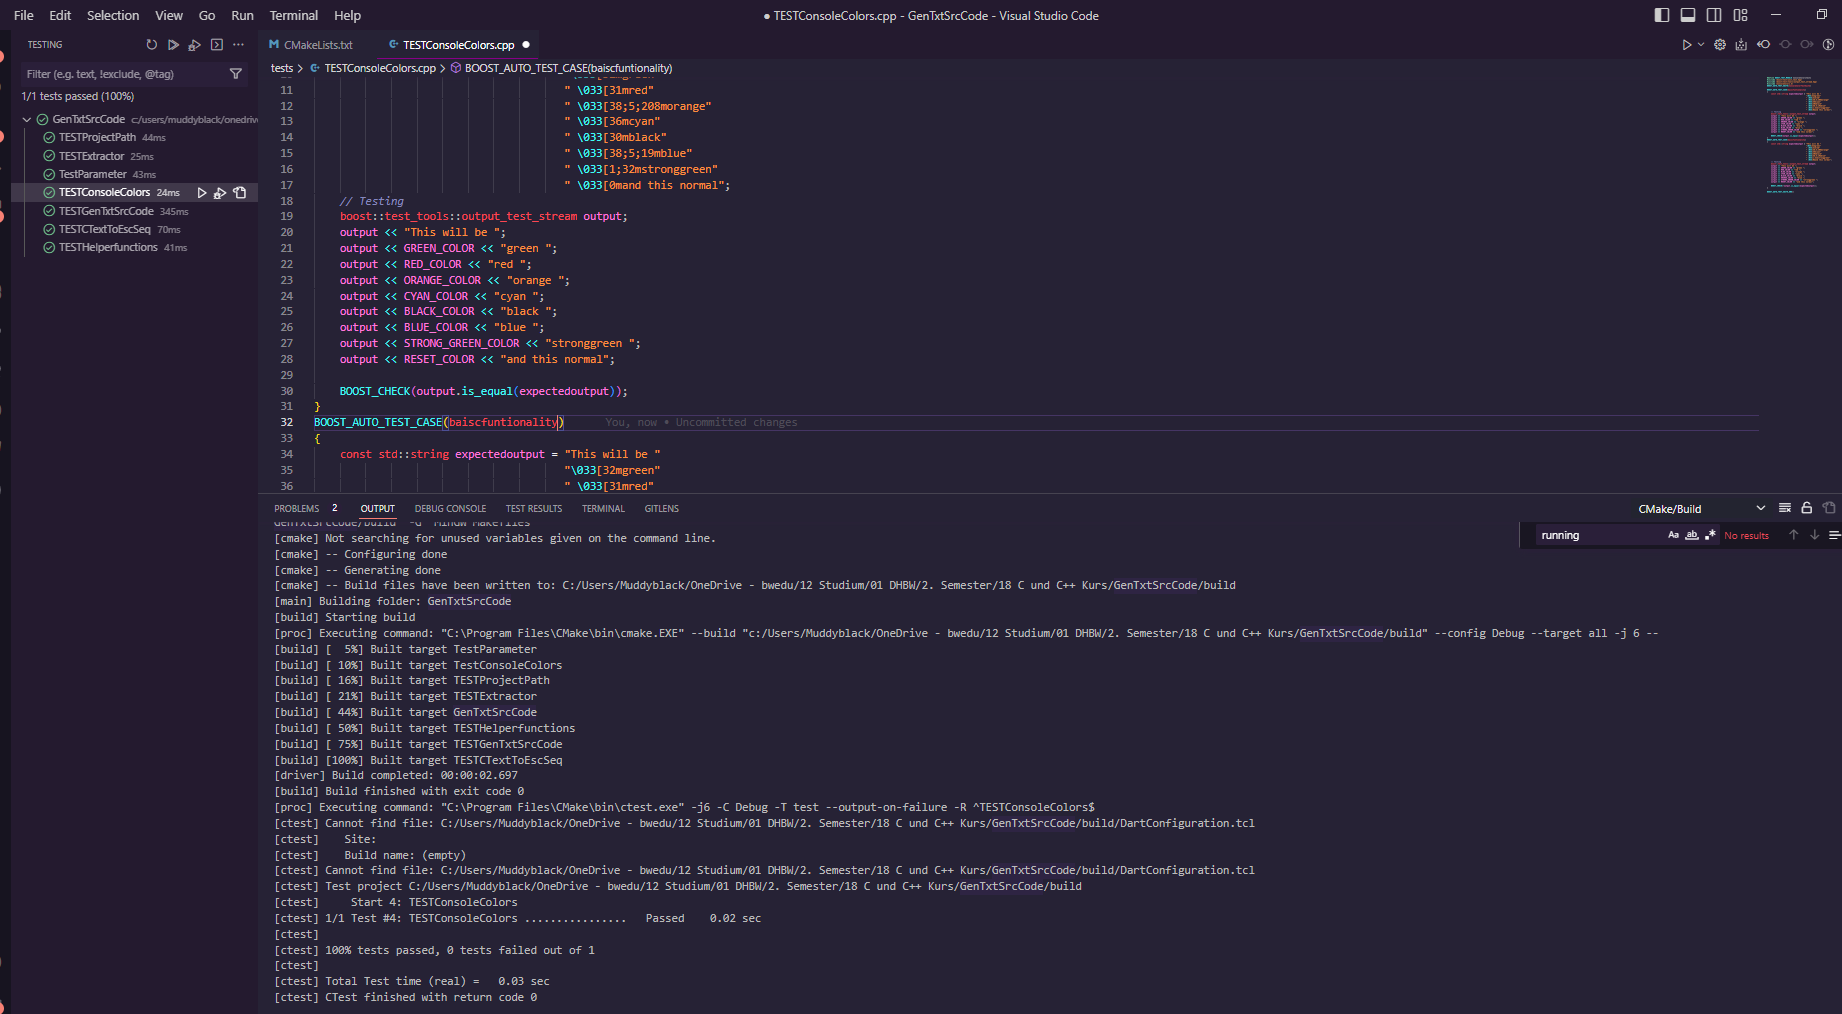 File Edit Selection View Go Run Terminal Help
● TESTConsoleColors.cpp - GenTxtSrcCode - Visual Studio Code
TESTING
Filter (e.g. text, !exclude, @tag)
1/1 tests passed (100%)
GenTxtSrcCode c:/users/muddyblack/onedriv
TESTProjectPath 44ms
TESTExtractor 25ms
TestParameter 43ms
TESTConsoleColors 24ms
TESTGenTxtSrcCode 345ms
TESTCTextToEscSeq 70ms
TESTHelperfunctions 41ms
M CMakeLists.txt
TESTConsoleColors.cpp ●
tests > TESTConsoleColors.cpp > BOOST_AUTO_TEST_CASE(baiscfuntionality)
11 " \033[31mred"
12 " \033[38;5;208morange"
13 " \033[36mcyan"
14 " \033[30mblack"
15 " \033[38;5;19mblue"
16 " \033[1;32mstronggreen"
17 " \033[0mand this normal";
18 // Testing
19 boost::test_tools::output_test_stream output;
20 output << "This will be ";
21 output << GREEN_COLOR << "green ";
22 output << RED_COLOR << "red ";
23 output << ORANGE_COLOR << "orange ";
24 output << CYAN_COLOR << "cyan ";
25 output << BLACK_COLOR << "black ";
26 output << BLUE_COLOR << "blue ";
27 output << STRONG_GREEN_COLOR << "stronggreen ";
28 output << RESET_COLOR << "and this normal";
29
30 BOOST_CHECK(output.is_equal(expectedoutput));
31 }
32 BOOST_AUTO_TEST_CASE(baiscfuntionality) You, now • Uncommitted changes
33 {
34 const std::string expectedoutput = "This will be "
35 "\033[32mgreen"
36 " \033[31mred"
PROBLEMS 2 OUTPUT DEBUG CONSOLE TEST RESULTS TERMINAL GITLENS
CMake/Build
running
Aa ab .* No results
GenTxtSrcCode/build" -G "MinGW Makefiles"
[cmake] Not searching for unused variables given on the command line.
[cmake] -- Configuring done
[cmake] -- Generating done
[cmake] -- Build files have been written to: C:/Users/Muddyblack/OneDrive - bwedu/12 Studium/01 DHBW/2. Semester/18 C und C++ Kurs/GenTxtSrcCode/build
[main] Building folder: GenTxtSrcCode
[build] Starting build
[proc] Executing command: "C:\Program Files\CMake\bin\cmake.EXE" --build "c:/Users/Muddyblack/OneDrive - bwedu/12 Studium/01 DHBW/2. Semester/18 C und C++ Kurs/GenTxtSrcCode/build" --config Debug --target all -j 6 --
[build] [  5%] Built target TestParameter
[build] [ 10%] Built target TestConsoleColors
[build] [ 16%] Built target TESTProjectPath
[build] [ 21%] Built target TESTExtractor
[build] [ 44%] Built target GenTxtSrcCode
[build] [ 50%] Built target TESTHelperfunctions
[build] [ 75%] Built target TESTGenTxtSrcCode
[build] [100%] Built target TESTCTextToEscSeq
[driver] Build completed: 00:00:02.697
[build] Build finished with exit code 0
[proc] Executing command: "C:\Program Files\CMake\bin\ctest.exe" -j6 -C Debug -T test --output-on-failure -R ^TESTConsoleColors$
[ctest] Cannot find file: C:/Users/Muddyblack/OneDrive - bwedu/12 Studium/01 DHBW/2. Semester/18 C und C++ Kurs/GenTxtSrcCode/build/DartConfiguration.tcl
[ctest]    Site:
[ctest]    Build name: (empty)
[ctest] Cannot find file: C:/Users/Muddyblack/OneDrive - bwedu/12 Studium/01 DHBW/2. Semester/18 C und C++ Kurs/GenTxtSrcCode/build/DartConfiguration.tcl
[ctest] Test project C:/Users/Muddyblack/OneDrive - bwedu/12 Studium/01 DHBW/2. Semester/18 C und C++ Kurs/GenTxtSrcCode/build
[ctest]     Start 4: TESTConsoleColors
[ctest] 1/1 Test #4: TESTConsoleColors ................   Passed    0.02 sec
[ctest]
[ctest] 100% tests passed, 0 tests failed out of 1
[ctest]
[ctest] Total Test time (real) =   0.03 sec
[ctest] CTest finished with return code 0